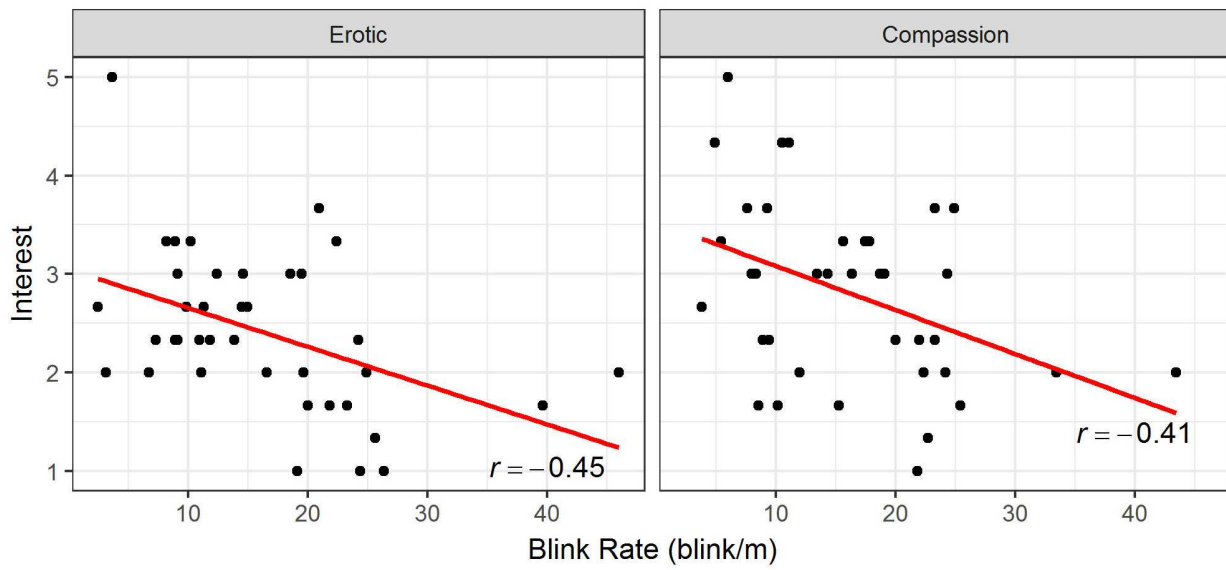 Erotic
Compassion
Interest
5
4
3
2
1
r = −0.45
r = −0.41
10 20 30 40
10 20 30 40
Blink Rate (blink/m)